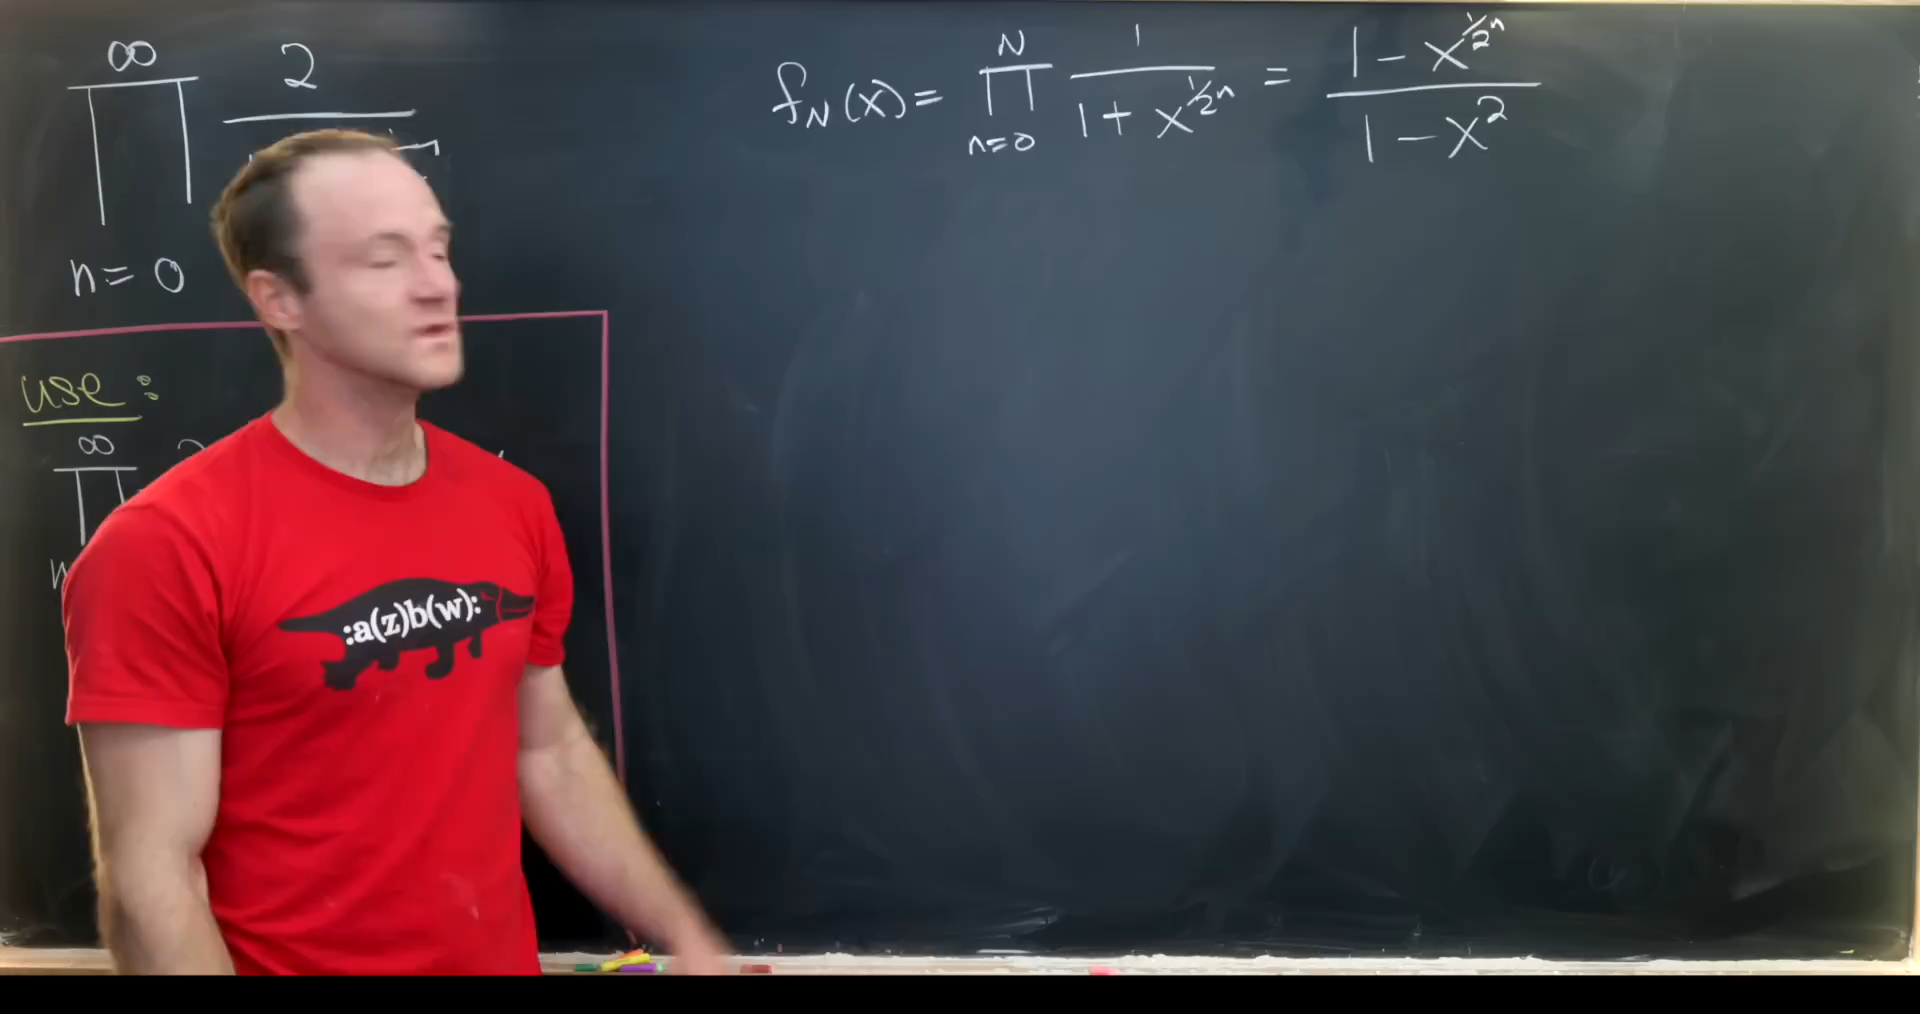 ∞ ∏ n=0 2
f_N(x) = ∏_{n=0}^{N} 1/(1 + x^{1/2^n}) = (1 - x^{1/2^n})/(1 - x^2)
use:
∞ ∏
:a(z)b(w):